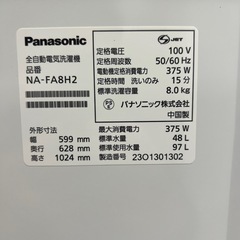 Panasonic
JET
全自動電気洗濯機
品番
NA-FA8H2
定格電圧 100 V
定格周波数 50/60 Hz
電動機定格消費電力 375 W
定格時間 洗い のみ 15 分
標準洗濯容量 8.0 kg
パナソニック株式会社
中国製
外形寸法
幅 599 mm
奥行 628 mm
高さ 1024 mm
最大消費電力 375 W
標準水量 48 L
標準使用水量 97 L
製造番号 23O1301302